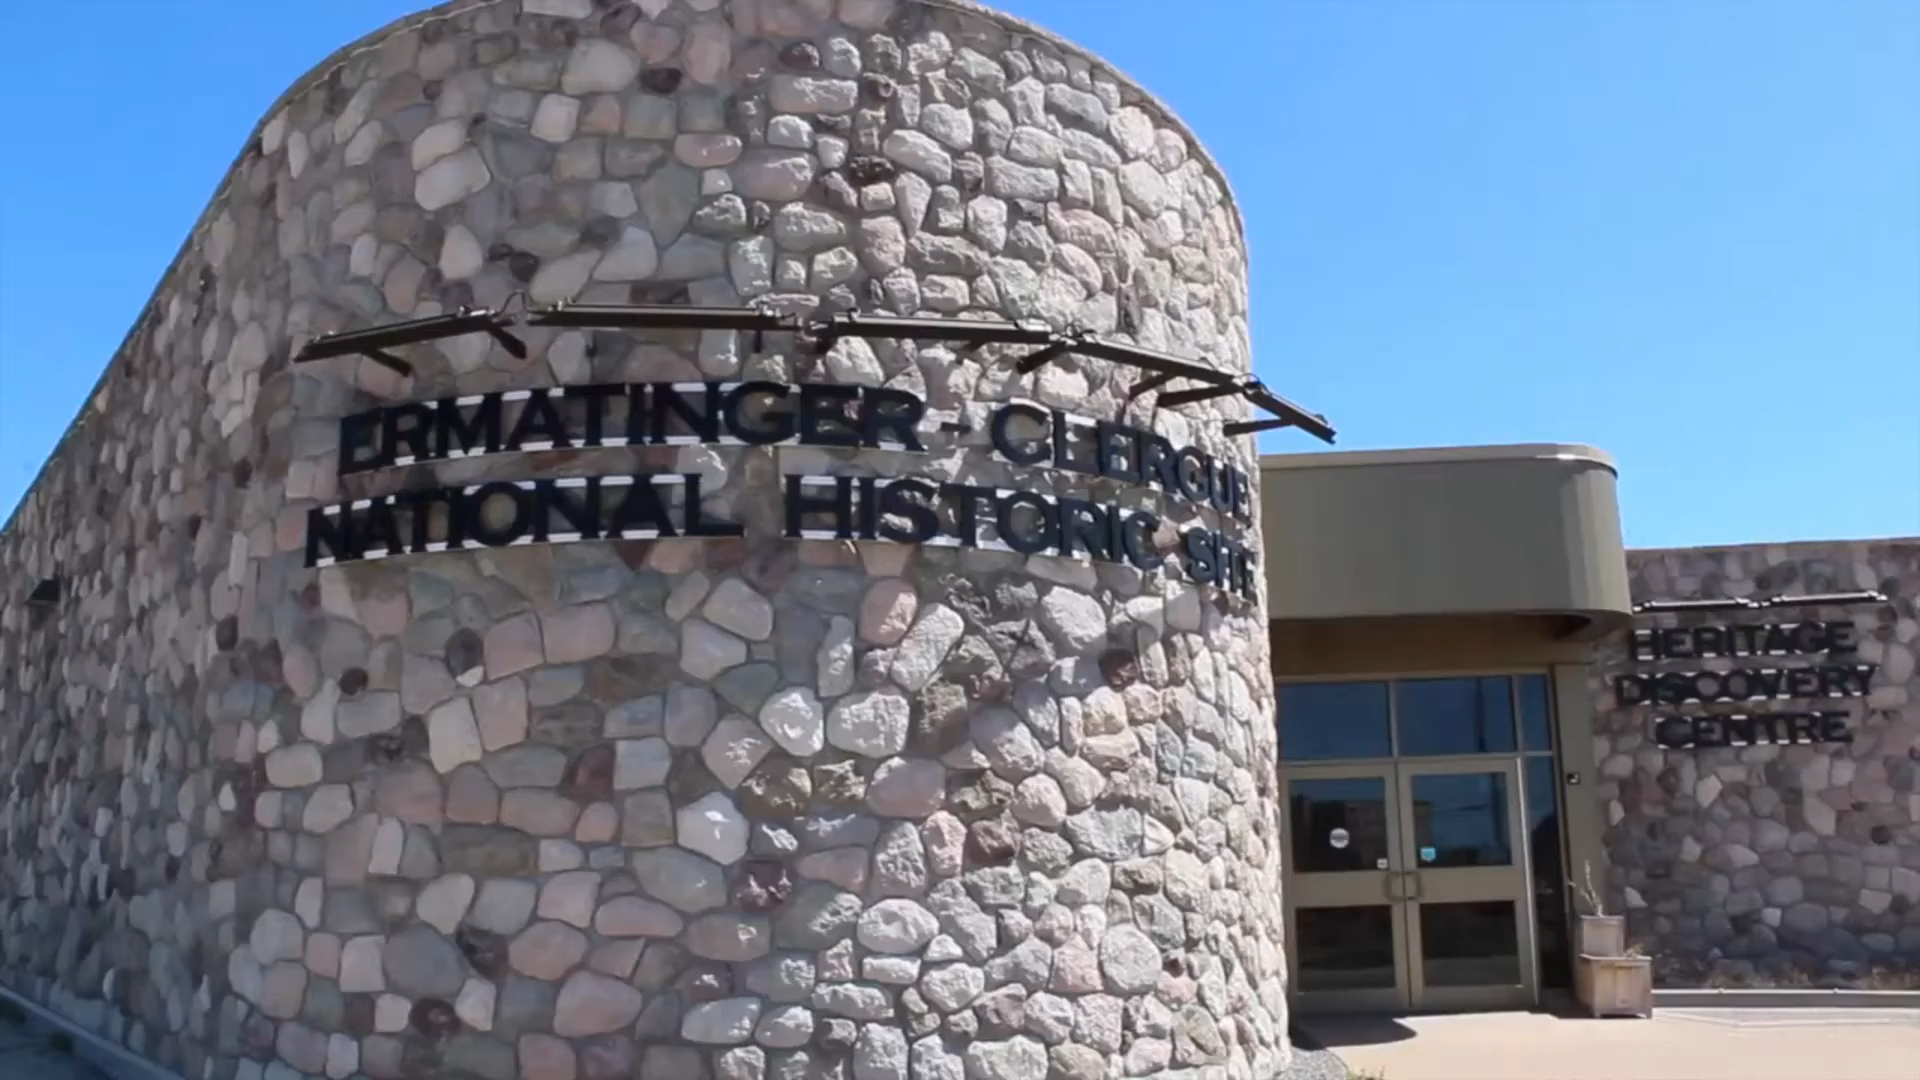 ERMATINGER - CLERGUE
NATIONAL HISTORIC SITE
HERITAGE
DISCOVERY
CENTRE